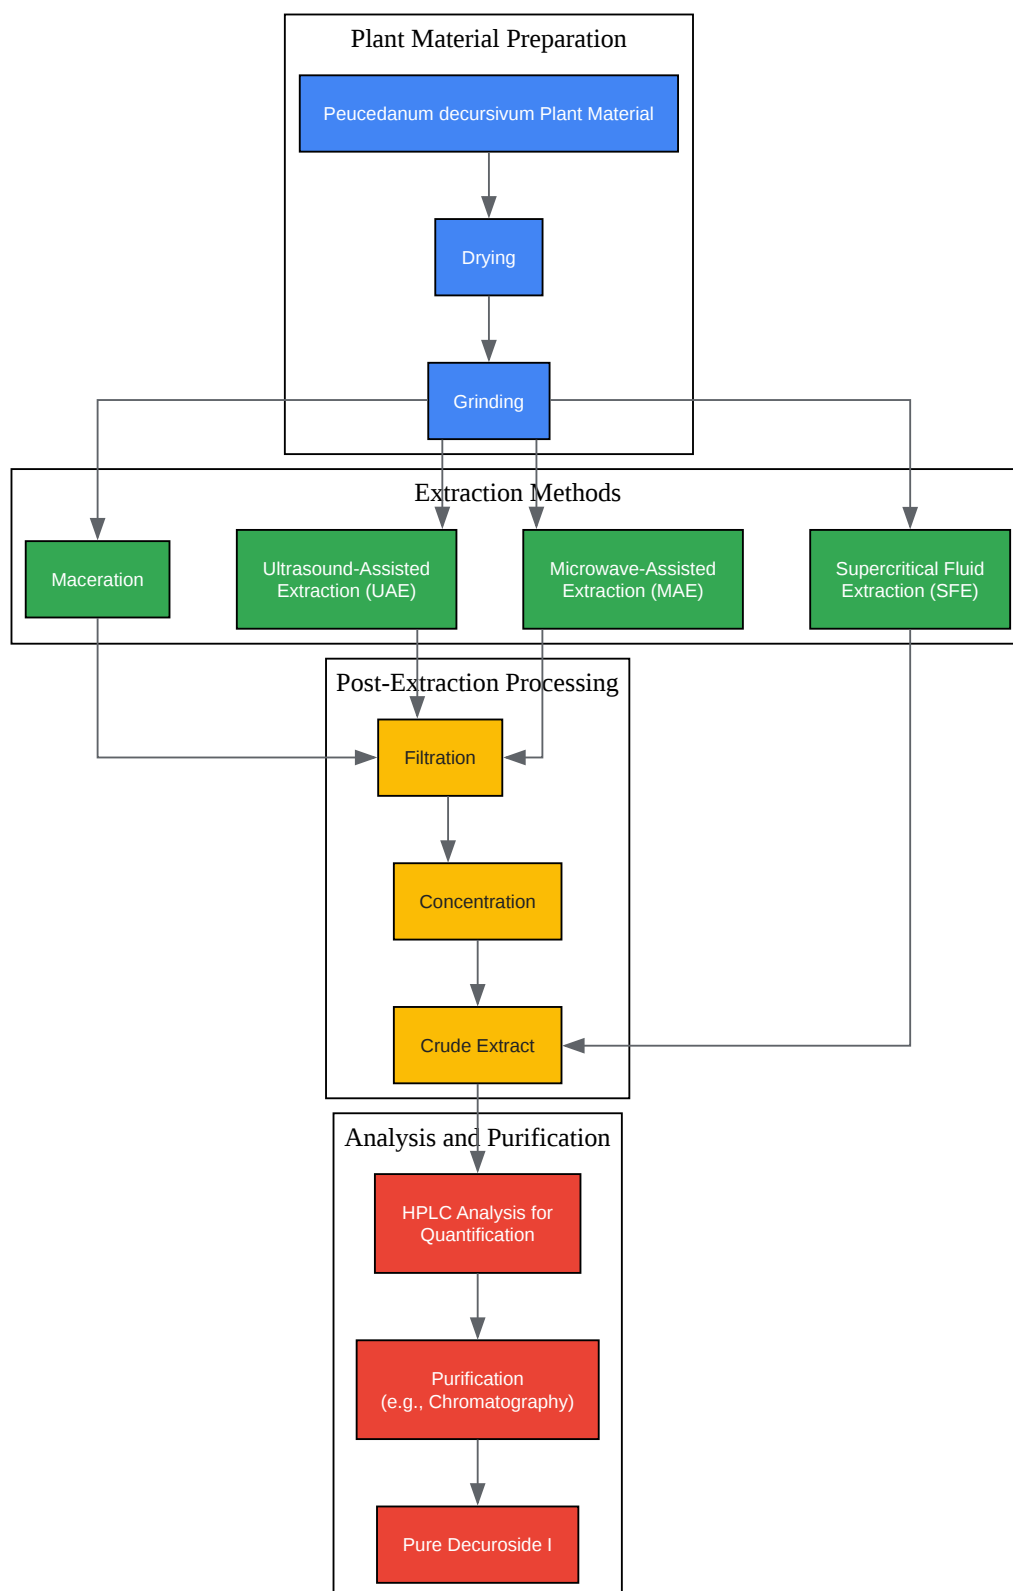 Plant Material Preparation
Peucedanum decursivum Plant Material
Drying
Grinding
Extraction Methods
Maceration
Ultrasound-Assisted
Extraction (UAE)
Microwave-Assisted
Extraction (MAE)
Supercritical Fluid
Extraction (SFE)
Post-Extraction Processing
Filtration
Concentration
Crude Extract
Analysis and Purification
HPLC Analysis for
Quantification
Purification
(e.g., Chromatography)
Pure Decuroside I